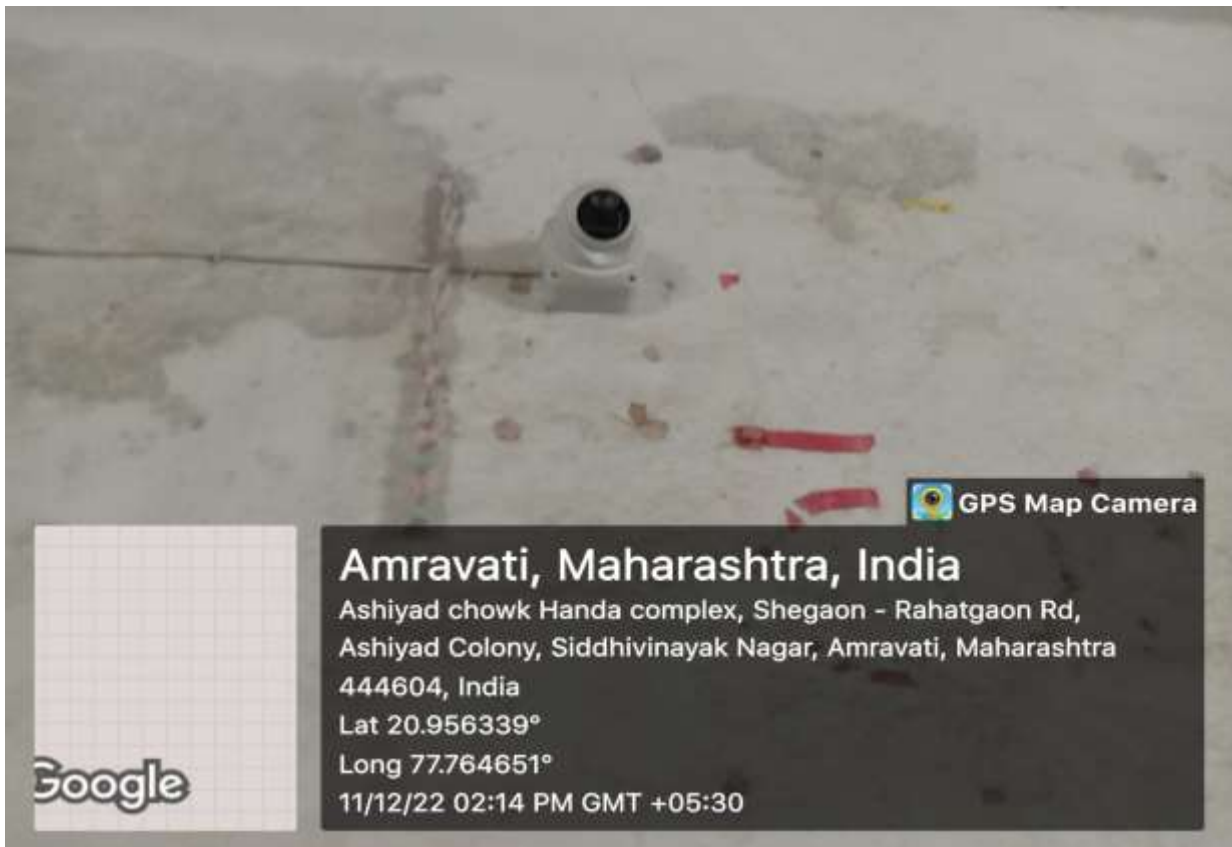 GPS Map Camera
Amravati, Maharashtra, India
Ashiyad chowk Handa complex, Shegaon - Rahatgaon Rd,
Ashiyad Colony, Siddhivinayak Nagar, Amravati, Maharashtra
444604, India
Lat 20.956339°
Long 77.764651°
11/12/22 02:14 PM GMT +05:30
Google